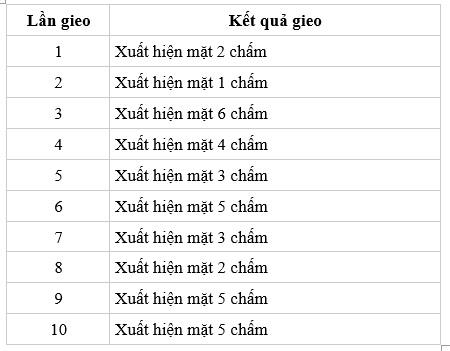 Lần gieo Kết quả gieo
1 Xuất hiện mặt 2 chấm
2 Xuất hiện mặt 1 chấm
3 Xuất hiện mặt 6 chấm
4 Xuất hiện mặt 4 chấm
5 Xuất hiện mặt 3 chấm
6 Xuất hiện mặt 5 chấm
7 Xuất hiện mặt 3 chấm
8 Xuất hiện mặt 2 chấm
9 Xuất hiện mặt 5 chấm
10 Xuất hiện mặt 5 chấm